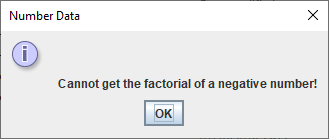 Number Data
Cannot get the factorial of a negative number!
OK